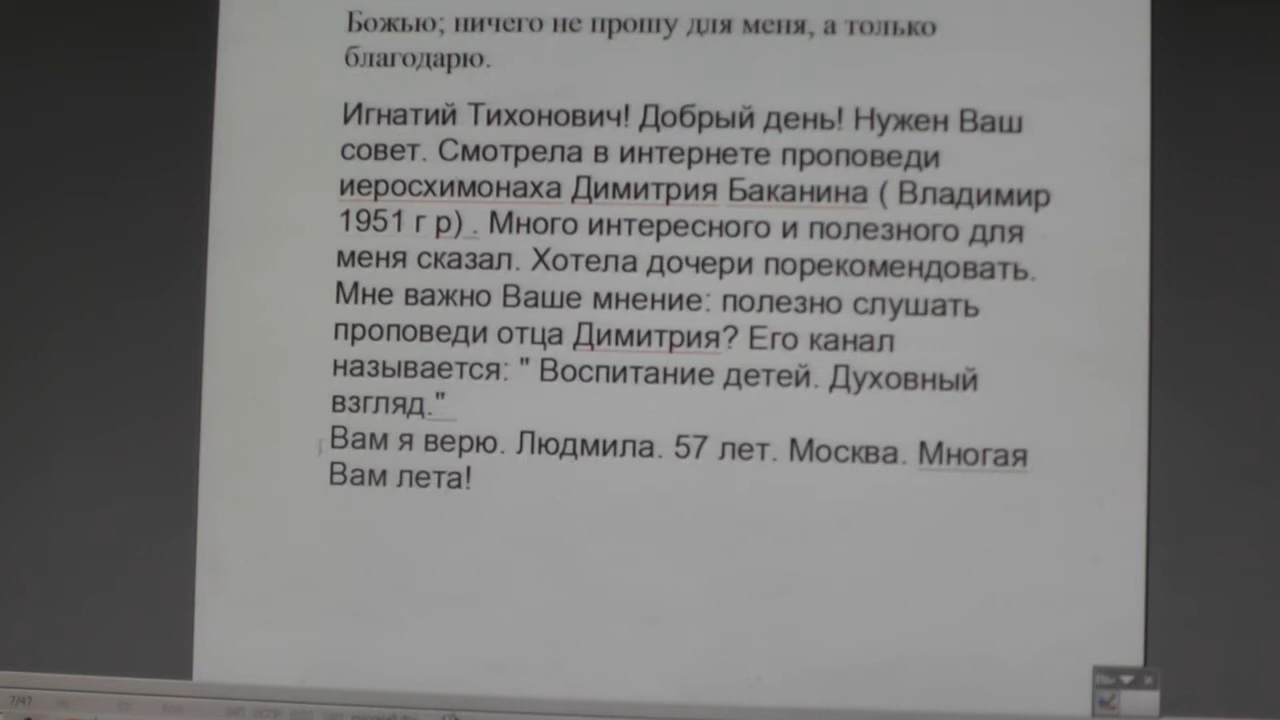 Божью; ничего не прошу для меня, а только
благодарю.
Игнатий Тихонович! Добрый день! Нужен Ваш
совет. Смотрела в интернете проповеди
иеросхимонаха Димитрия Баканина ( Владимир
1951 г р) . Много интересного и полезного для
меня сказал. Хотела дочери порекомендовать.
Мне важно Ваше мнение: полезно слушать
проповеди отца Димитрия? Его канал
называется: " Воспитание детей. Духовный
взгляд."
Вам я верю. Людмила. 57 лет. Москва. Многая
Вам лета!
7/47